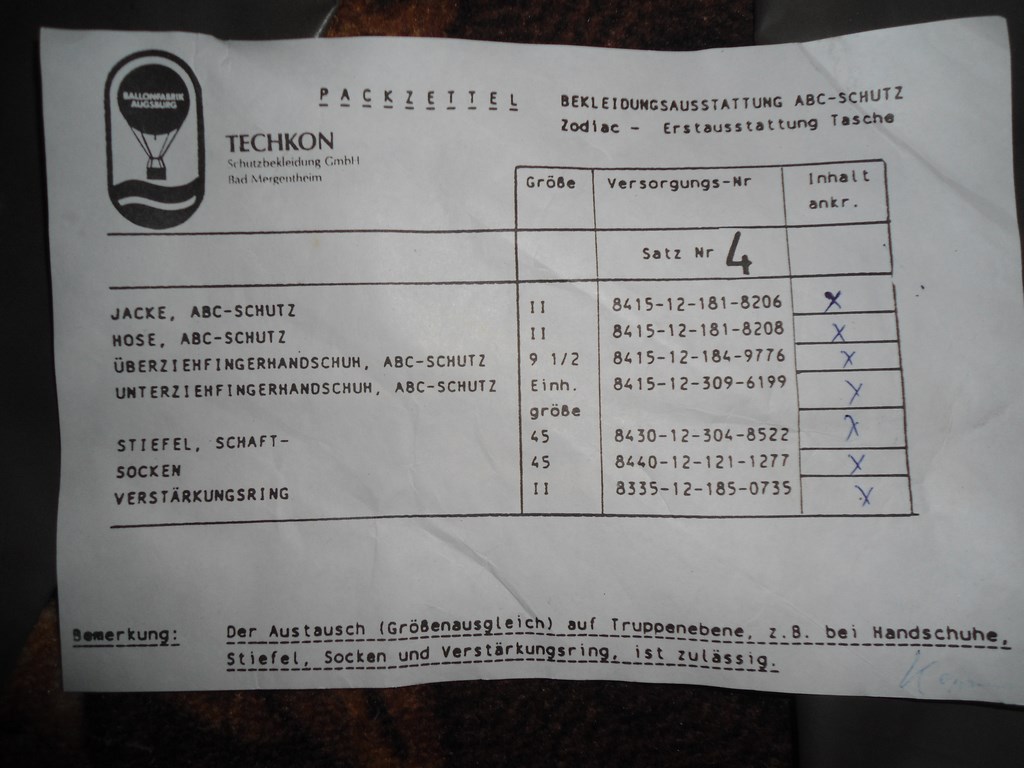 BALLONFABRIK
AUGSBURG
PACKZETTEL
BEKLEIDUNGSAUSSTATTUNG ABC-SCHUTZ
Zodiac - Erstausstattung Tasche
TECHKON
Schutzbekleidung GmbH
Bad Mergentheim
Größe Versorgungs-Nr Inhalt ankr.
Satz Nr 4
JACKE, ABC-SCHUTZ II 8415-12-181-8206 X
HOSE, ABC-SCHUTZ II 8415-12-181-8208 X
ÜBERZIEHFINGERHANDSCHUH, ABC-SCHUTZ 9 1/2 8415-12-184-9776 X
UNTERZIEHFINGERHANDSCHUH, ABC-SCHUTZ Einh. 8415-12-309-6199 X
größe
STIEFEL, SCHAFT- 45 8430-12-304-8522 X
SOCKEN 45 8440-12-121-1277 X
VERSTÄRKUNGSRING II 8335-12-185-0735 X
Bemerkung: Der Austausch (Größenausgleich) auf Truppenebene, z.B. bei Handschuhe,
Stiefel, Socken und Verstärkungsring, ist zulässig.